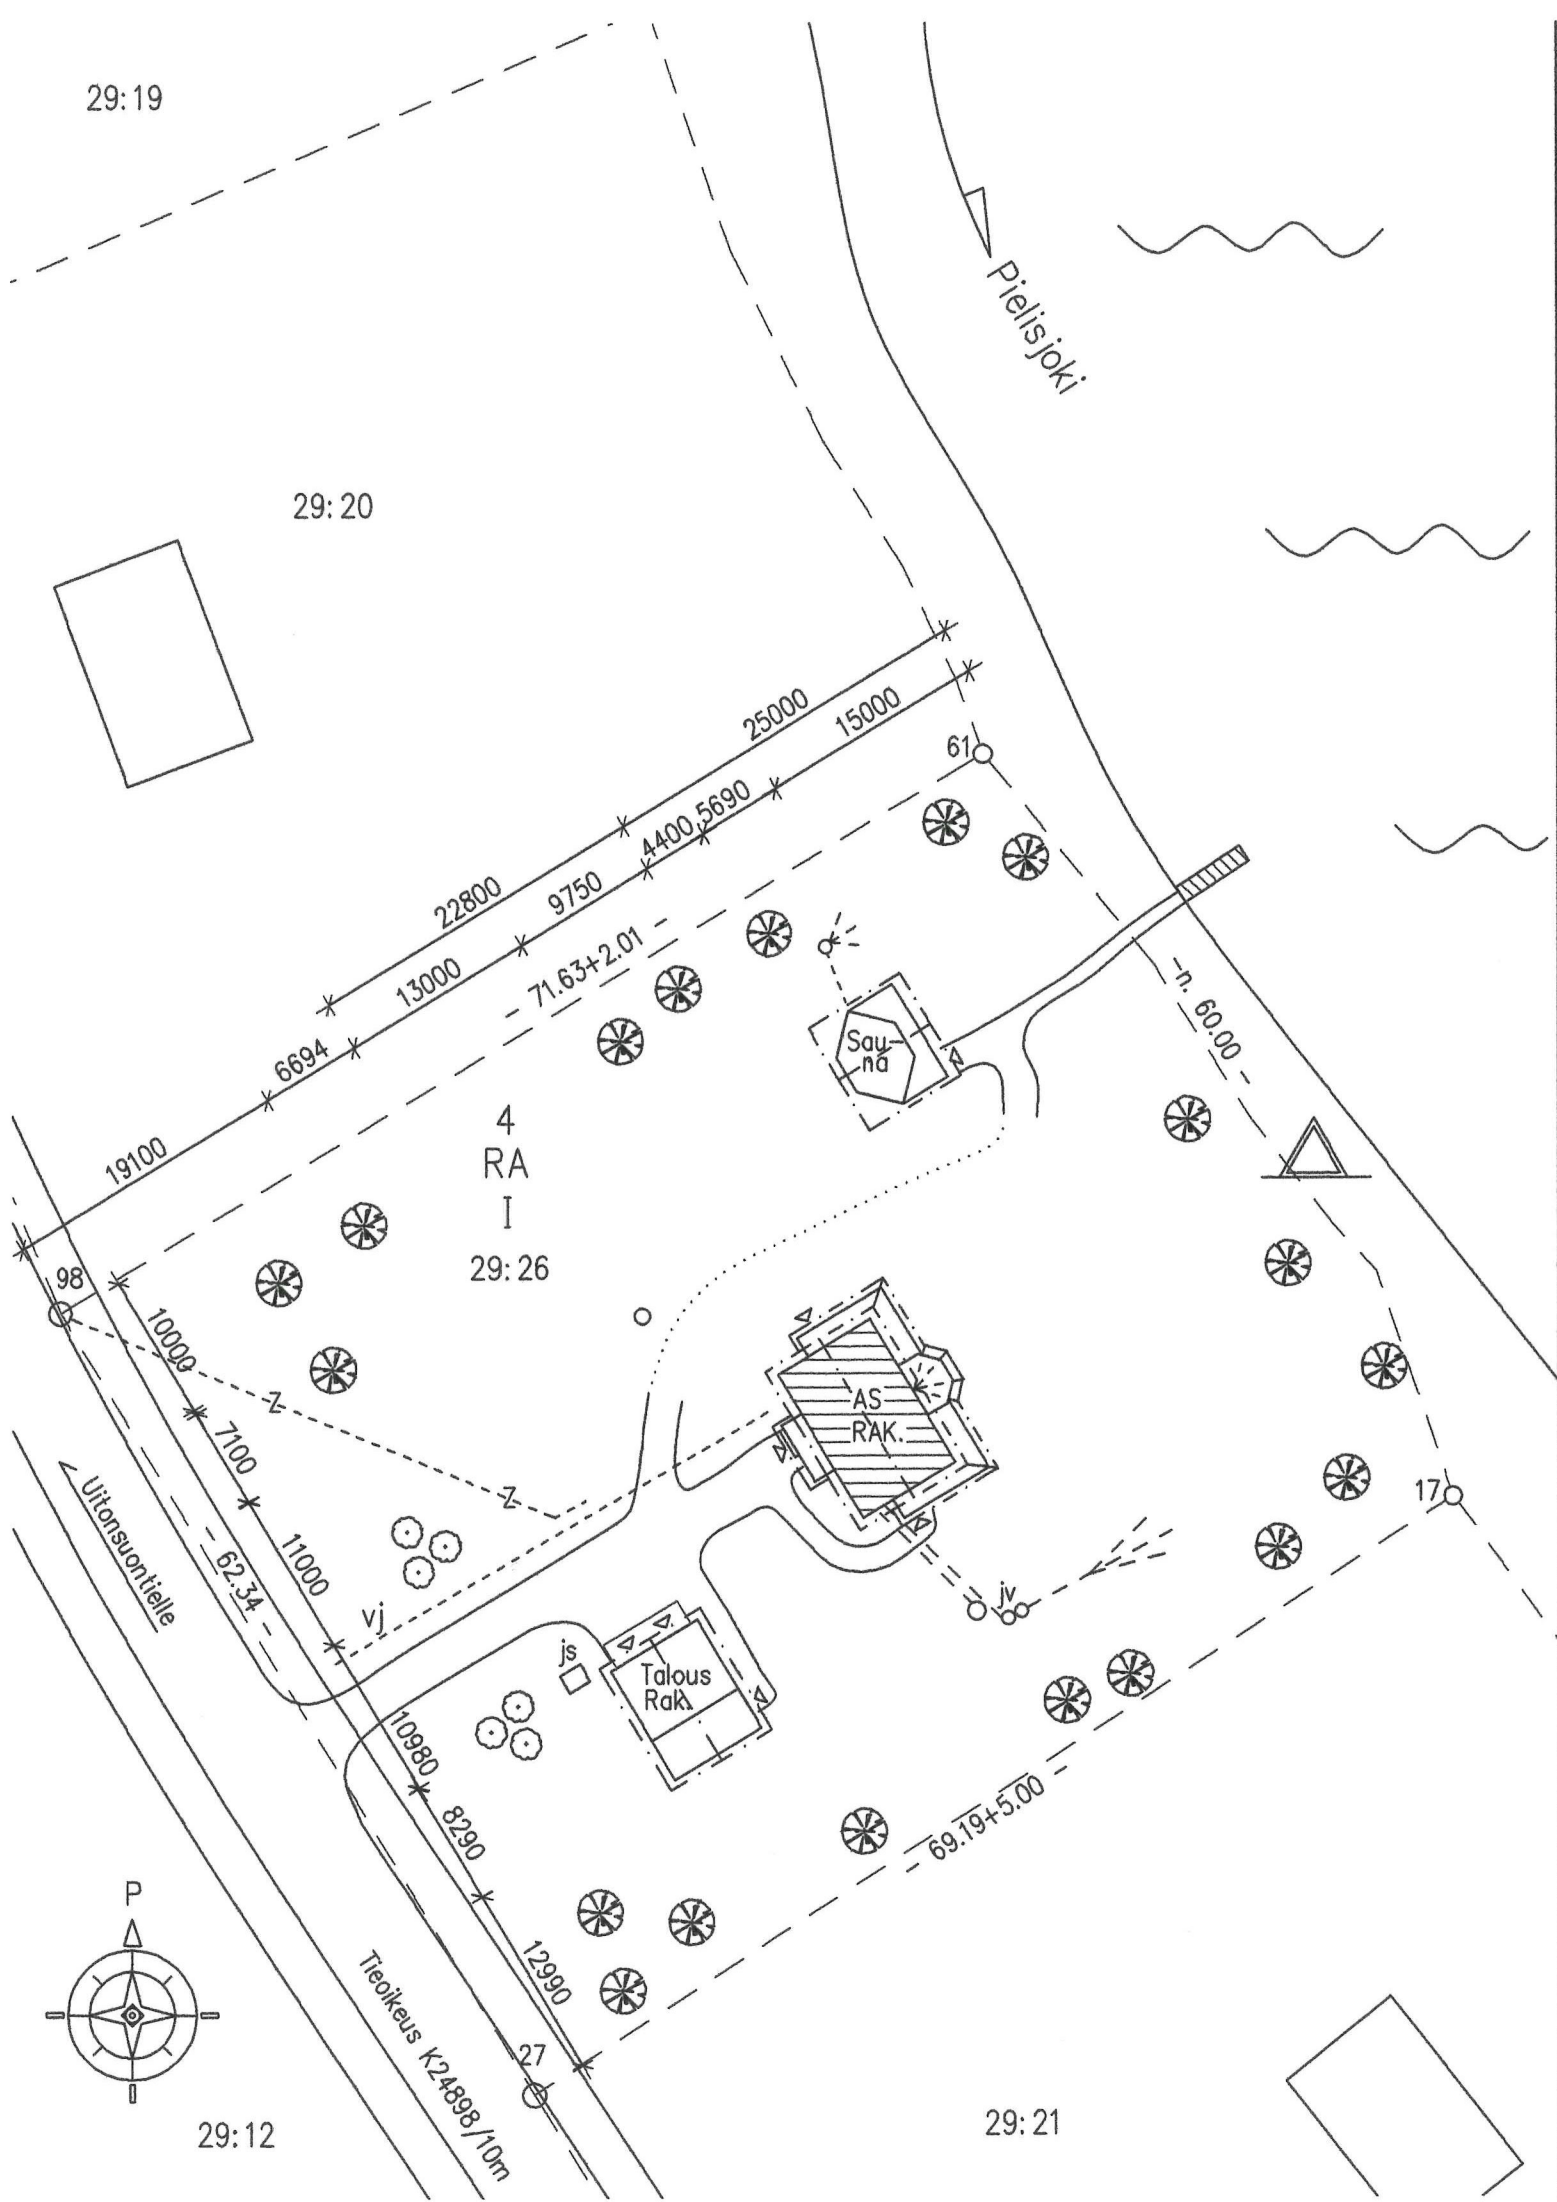 29:19
Pielisjoki
29:20
25000
15000
61
4400
5690
22800
9750
71.63+2.01
13000
-n. 60.00 -
6694
Sau-
na
4
RA
I
19100
29:26
98
10000
Z
AS
RAK.
7100
Z
17
Uitonsuontielle
11000
62.34
jv
vj
js
Talous
Rak.
10980
8290
69.19+5.00
P
12990
Tieoikeus K24898/10m
27
29:12
29:21